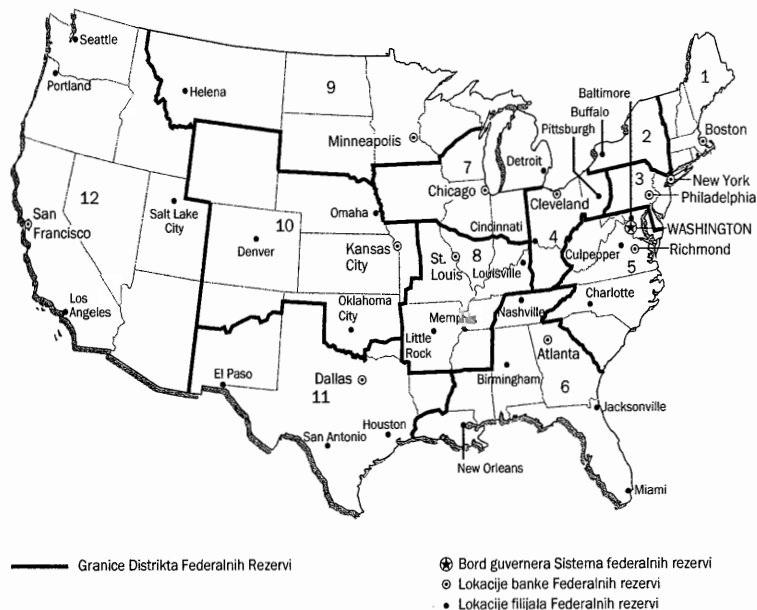 Seattle
Portland
Helena
9
1
Baltimore
Buffalo
Pittsburgh
2
Boston
Minneapolis
7
Detroit
3
New York
Chicago
Cleveland
Philadelphia
12
Salt Lake
City
San
Francisco
10
Omaha
Denver
Kansas
City
Cincinnati
4
WASHINGTON
Richmond
Culpepper
5
St.
Louis
8
Louisville
Los
Angeles
Oklahoma
City
Memphis
Nashville
Charlotte
Little
Rock
Atlanta
El Paso
Dallas
11
Birmingham
6
Jacksonville
Houston
San Antonio
New Orleans
Miami
Granice Distrikta Federalnih Rezervi
Bord guvernera Sistema federalnih rezervi
Lokacije banke Federalnih rezervi
Lokacije filijala Federalnih rezervi